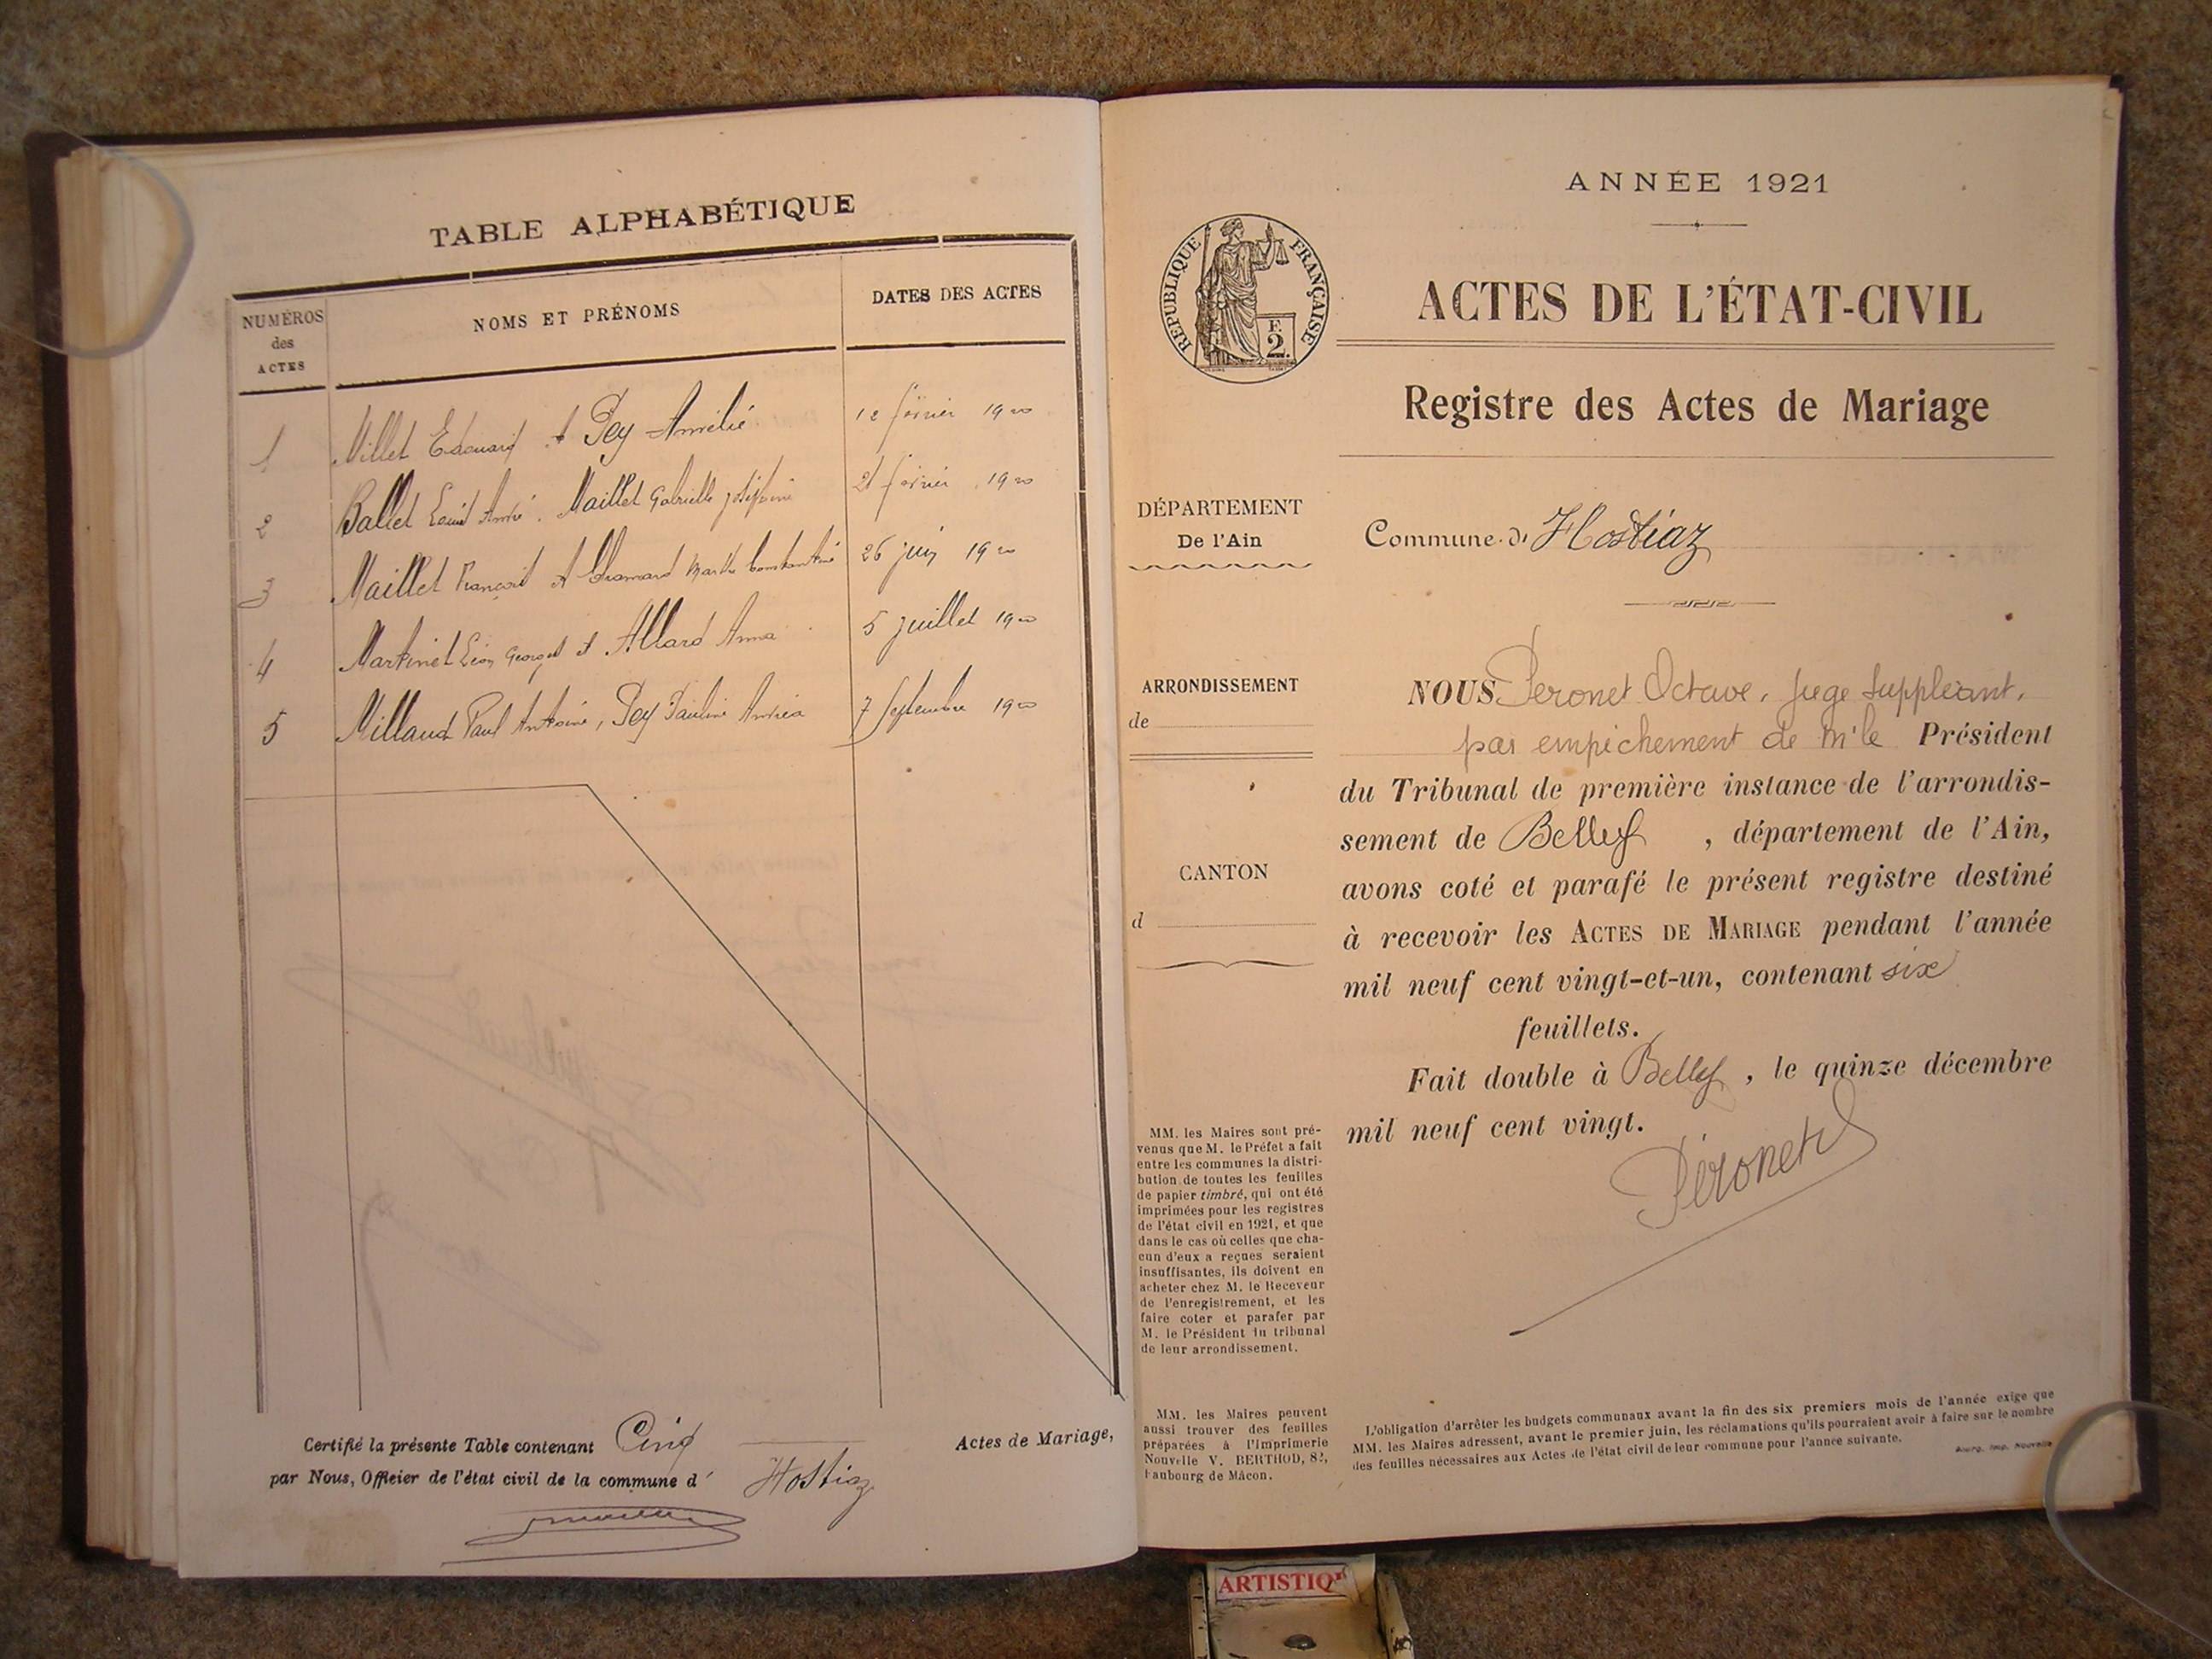 TABLE ALPHABÉTIQUE
NUMÉROS des ACTES
NOMS ET PRÉNOMS
DATES DES ACTES
1 Millet Edouard et Pey Amélie 12 février 1920
2 Ballet Louis André. Maillet Gabrielle Joséphine 21 février 1920
3 Maillet François et Marthe 26 juin 1920
4 Martinet Léon Georges et Allard Anna 5 juillet 1920
5 Millaud Paul Antoine, Pey Pauline 7 Septembre 1920
Certifié la présente Table contenant Cinq Actes de Mariage,
par Nous, Officier de l'état civil de la commune d' Hostiaz
ANNÉE 1921
RÉPUBLIQUE FRANÇAISE
F.
2.
ACTES DE L'ÉTAT-CIVIL
Registre des Actes de Mariage
DÉPARTEMENT
De l'Ain
Commune d' Hostiaz
ARRONDISSEMENT
de
CANTON
d
NOUS Peronet Octave, juge suppléant,
par empêchement de Mr le Président
du Tribunal de première instance de l'arrondis-
sement de Belley, département de l'Ain,
avons coté et parafé le présent registre destiné
à recevoir les ACTES DE MARIAGE pendant l'année
mil neuf cent vingt-et-un, contenant six
feuillets.
Fait double à Belley, le quinze décembre
mil neuf cent vingt.
Péronet
MM. les Maires sont pré-
venus que M. le Préfet a fait
entre les communes la distri-
bution de toutes les feuilles
de papier timbré, qui ont été
imprimées pour les registres
de l'état civil en 1921, et que
dans le cas où celles que cha-
cun d'eux a reçues seraient
insuffisantes, ils doivent en
acheter chez M. le Receveur
de l'enregistrement, et les
faire coter et parafer par
M. le Président du tribunal
de leur arrondissement.
MM. les Maires peuvent
aussi trouver des feuilles
préparées à l'Imprimerie
Nouvelle V. BERTHOD, 82,
faubourg de Mâcon.
L'obligation d'arrêter les budgets communaux avant la fin des six premiers mois de l'année exige que
MM. les Maires adressent, avant le premier juin, les réclamations qu'ils pourraient avoir à faire sur le nombre
des feuilles nécessaires aux Actes de l'état civil de leur commune pour l'année suivante.
Bourg. Imp. Nouvelle
ARTISTIQ